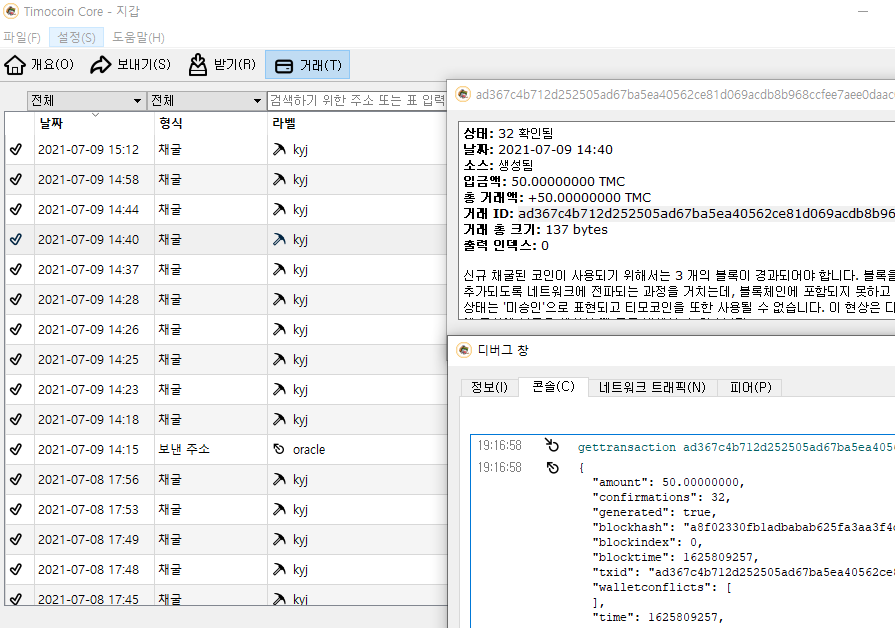 Timocoin Core - 지갑
파일(F) 설정(S) 도움말(H)
개요(O) 보내기(S) 받기(R) 거래(T)
전체 전체 검색하기 위한 주소 또는 표 입력
날짜 형식 라벨
2021-07-09 15:12 채굴 kyj
2021-07-09 14:58 채굴 kyj
2021-07-09 14:44 채굴 kyj
2021-07-09 14:40 채굴 kyj
2021-07-09 14:37 채굴 kyj
2021-07-09 14:28 채굴 kyj
2021-07-09 14:26 채굴 kyj
2021-07-09 14:25 채굴 kyj
2021-07-09 14:23 채굴 kyj
2021-07-09 14:18 채굴 kyj
2021-07-09 14:15 보낸 주소 oracle
2021-07-08 17:56 채굴 kyj
2021-07-08 17:53 채굴 kyj
2021-07-08 17:49 채굴 kyj
2021-07-08 17:48 채굴 kyj
2021-07-08 17:45 채굴 kyj
ad367c4b712d252505ad67ba5ea40562ce81d069acdb8b968ccfee7aee0daac
상태: 32 확인됨
날짜: 2021-07-09 14:40
소스: 생성됨
입금액: 50.00000000 TMC
총 거래액: +50.00000000 TMC
거래 ID: ad367c4b712d252505ad67ba5ea40562ce81d069acdb8b96
거래 총 크기: 137 bytes
출력 인덱스: 0
신규 채굴된 코인이 사용되기 위해서는 3 개의 블록이 경과되어야 합니다. 블록을
추가되도록 네트워크에 전파되는 과정을 거치는데, 블록체인에 포함되지 못하고
상태는 '미승인'으로 표현되고 티모코인을 또한 사용될 수 없습니다. 이 현상은 다
디버그 창
정보(I) 콘솔(C) 네트워크 트래픽(N) 피어(P)
19:16:58 gettransaction ad367c4b712d252505ad67ba5ea405
19:16:58 {
"amount": 50.00000000,
"confirmations": 32,
"generated": true,
"blockhash": "a8f02330fb1adbabab625fa3aa3f4
"blockindex": 0,
"blocktime": 1625809257,
"txid": "ad367c4b712d252505ad67ba5ea40562ce
"walletconflicts": [
],
"time": 1625809257,